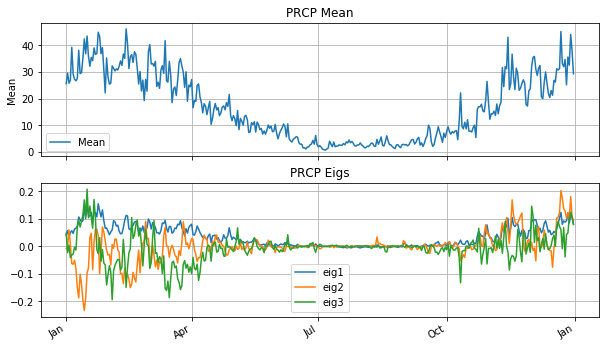 PRCP Mean
Mean
40
30
20
10
0
Mean
PRCP Eigs
0.2
0.1
0.0
−0.1
−0.2
eig1
eig2
eig3
Jan
Apr
Jul
Oct
Jan